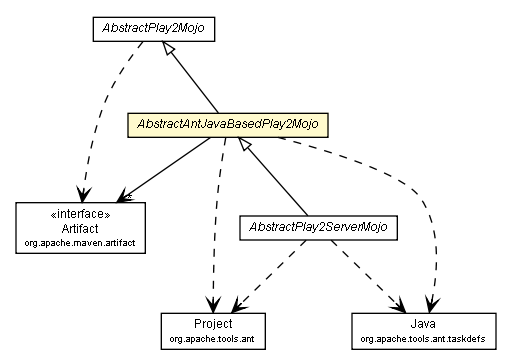 AbstractPlay2Mojo
AbstractAntJavaBasedPlay2Mojo
*
«interface»
Artifact
org.apache.maven.artifact
AbstractPlay2ServerMojo
Project
org.apache.tools.ant
Java
org.apache.tools.ant.taskdefs